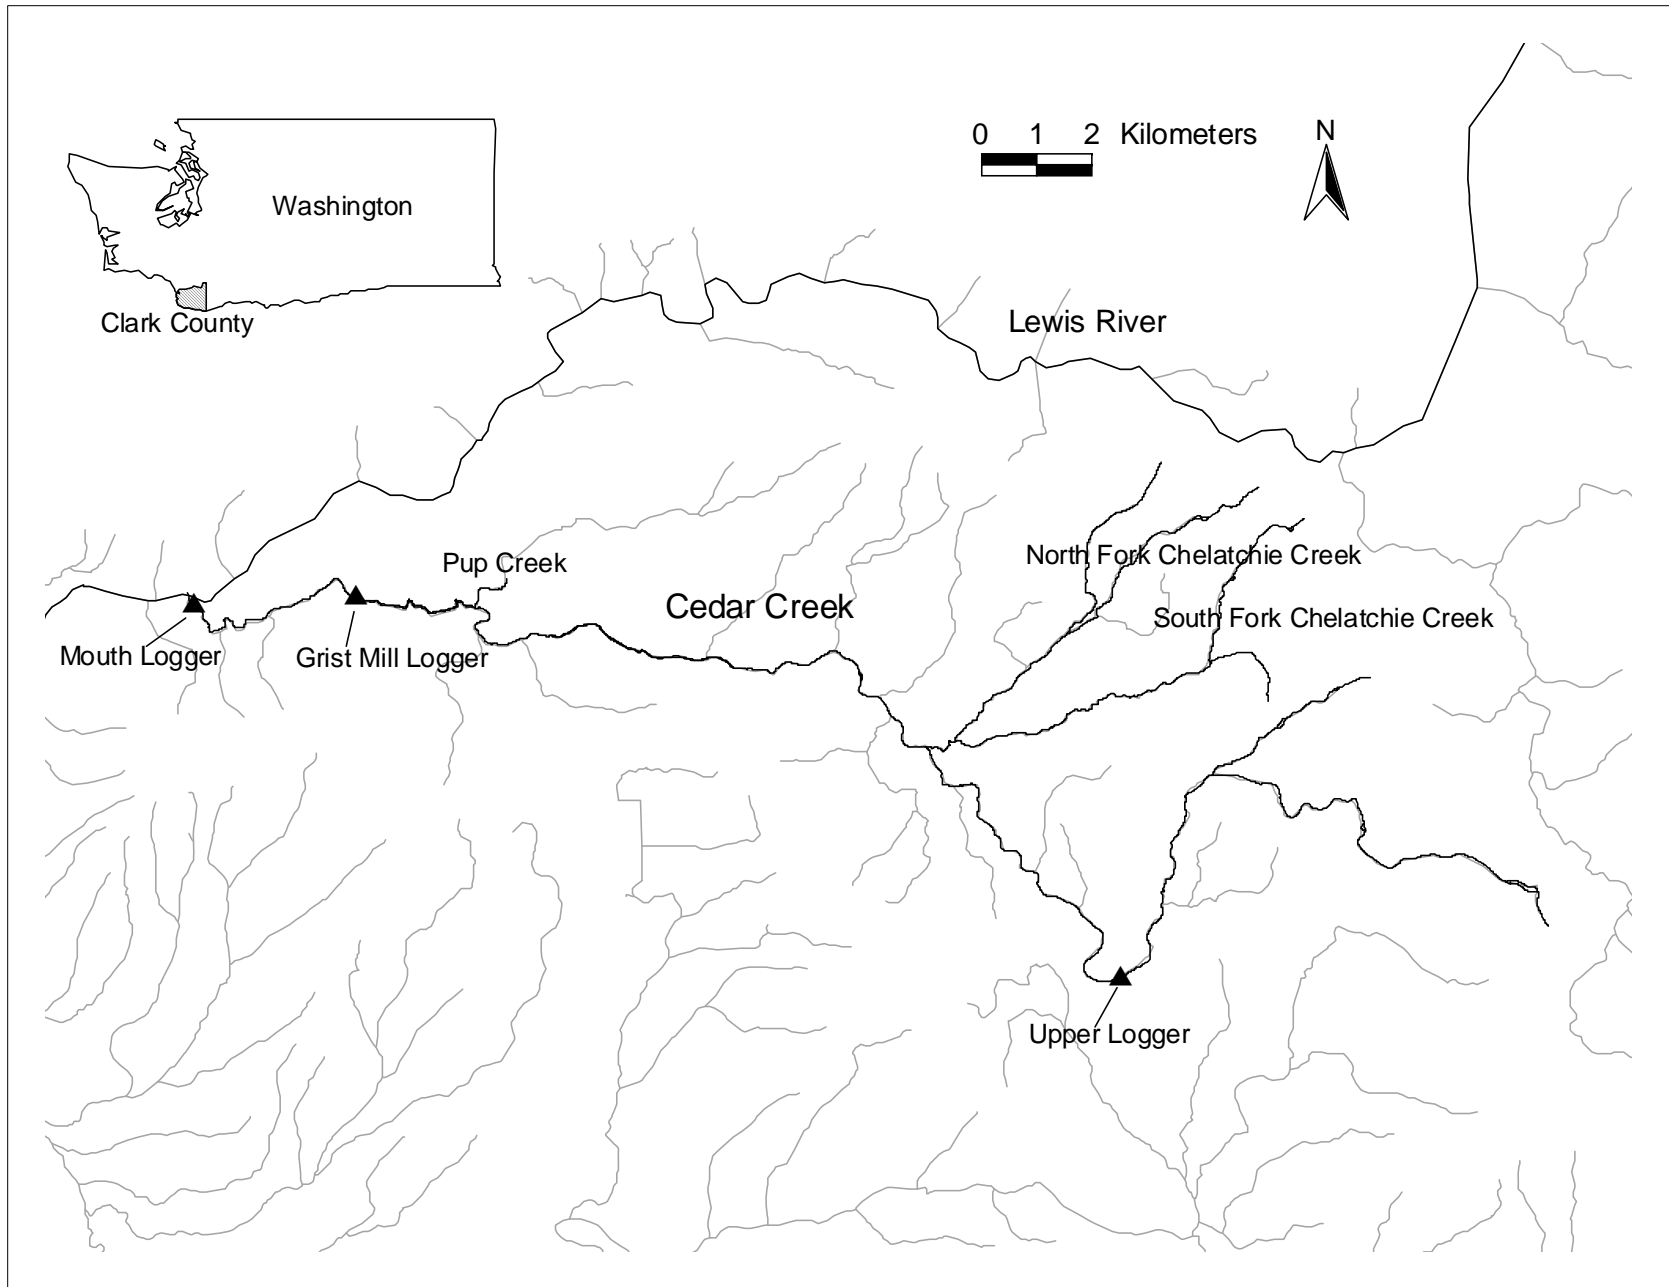 0 1 2 Kilometers
N
Washington
Clark County
Lewis River
Pup Creek
North Fork Chelatchie Creek
Cedar Creek
South Fork Chelatchie Creek
Mouth Logger
Grist Mill Logger
Upper Logger